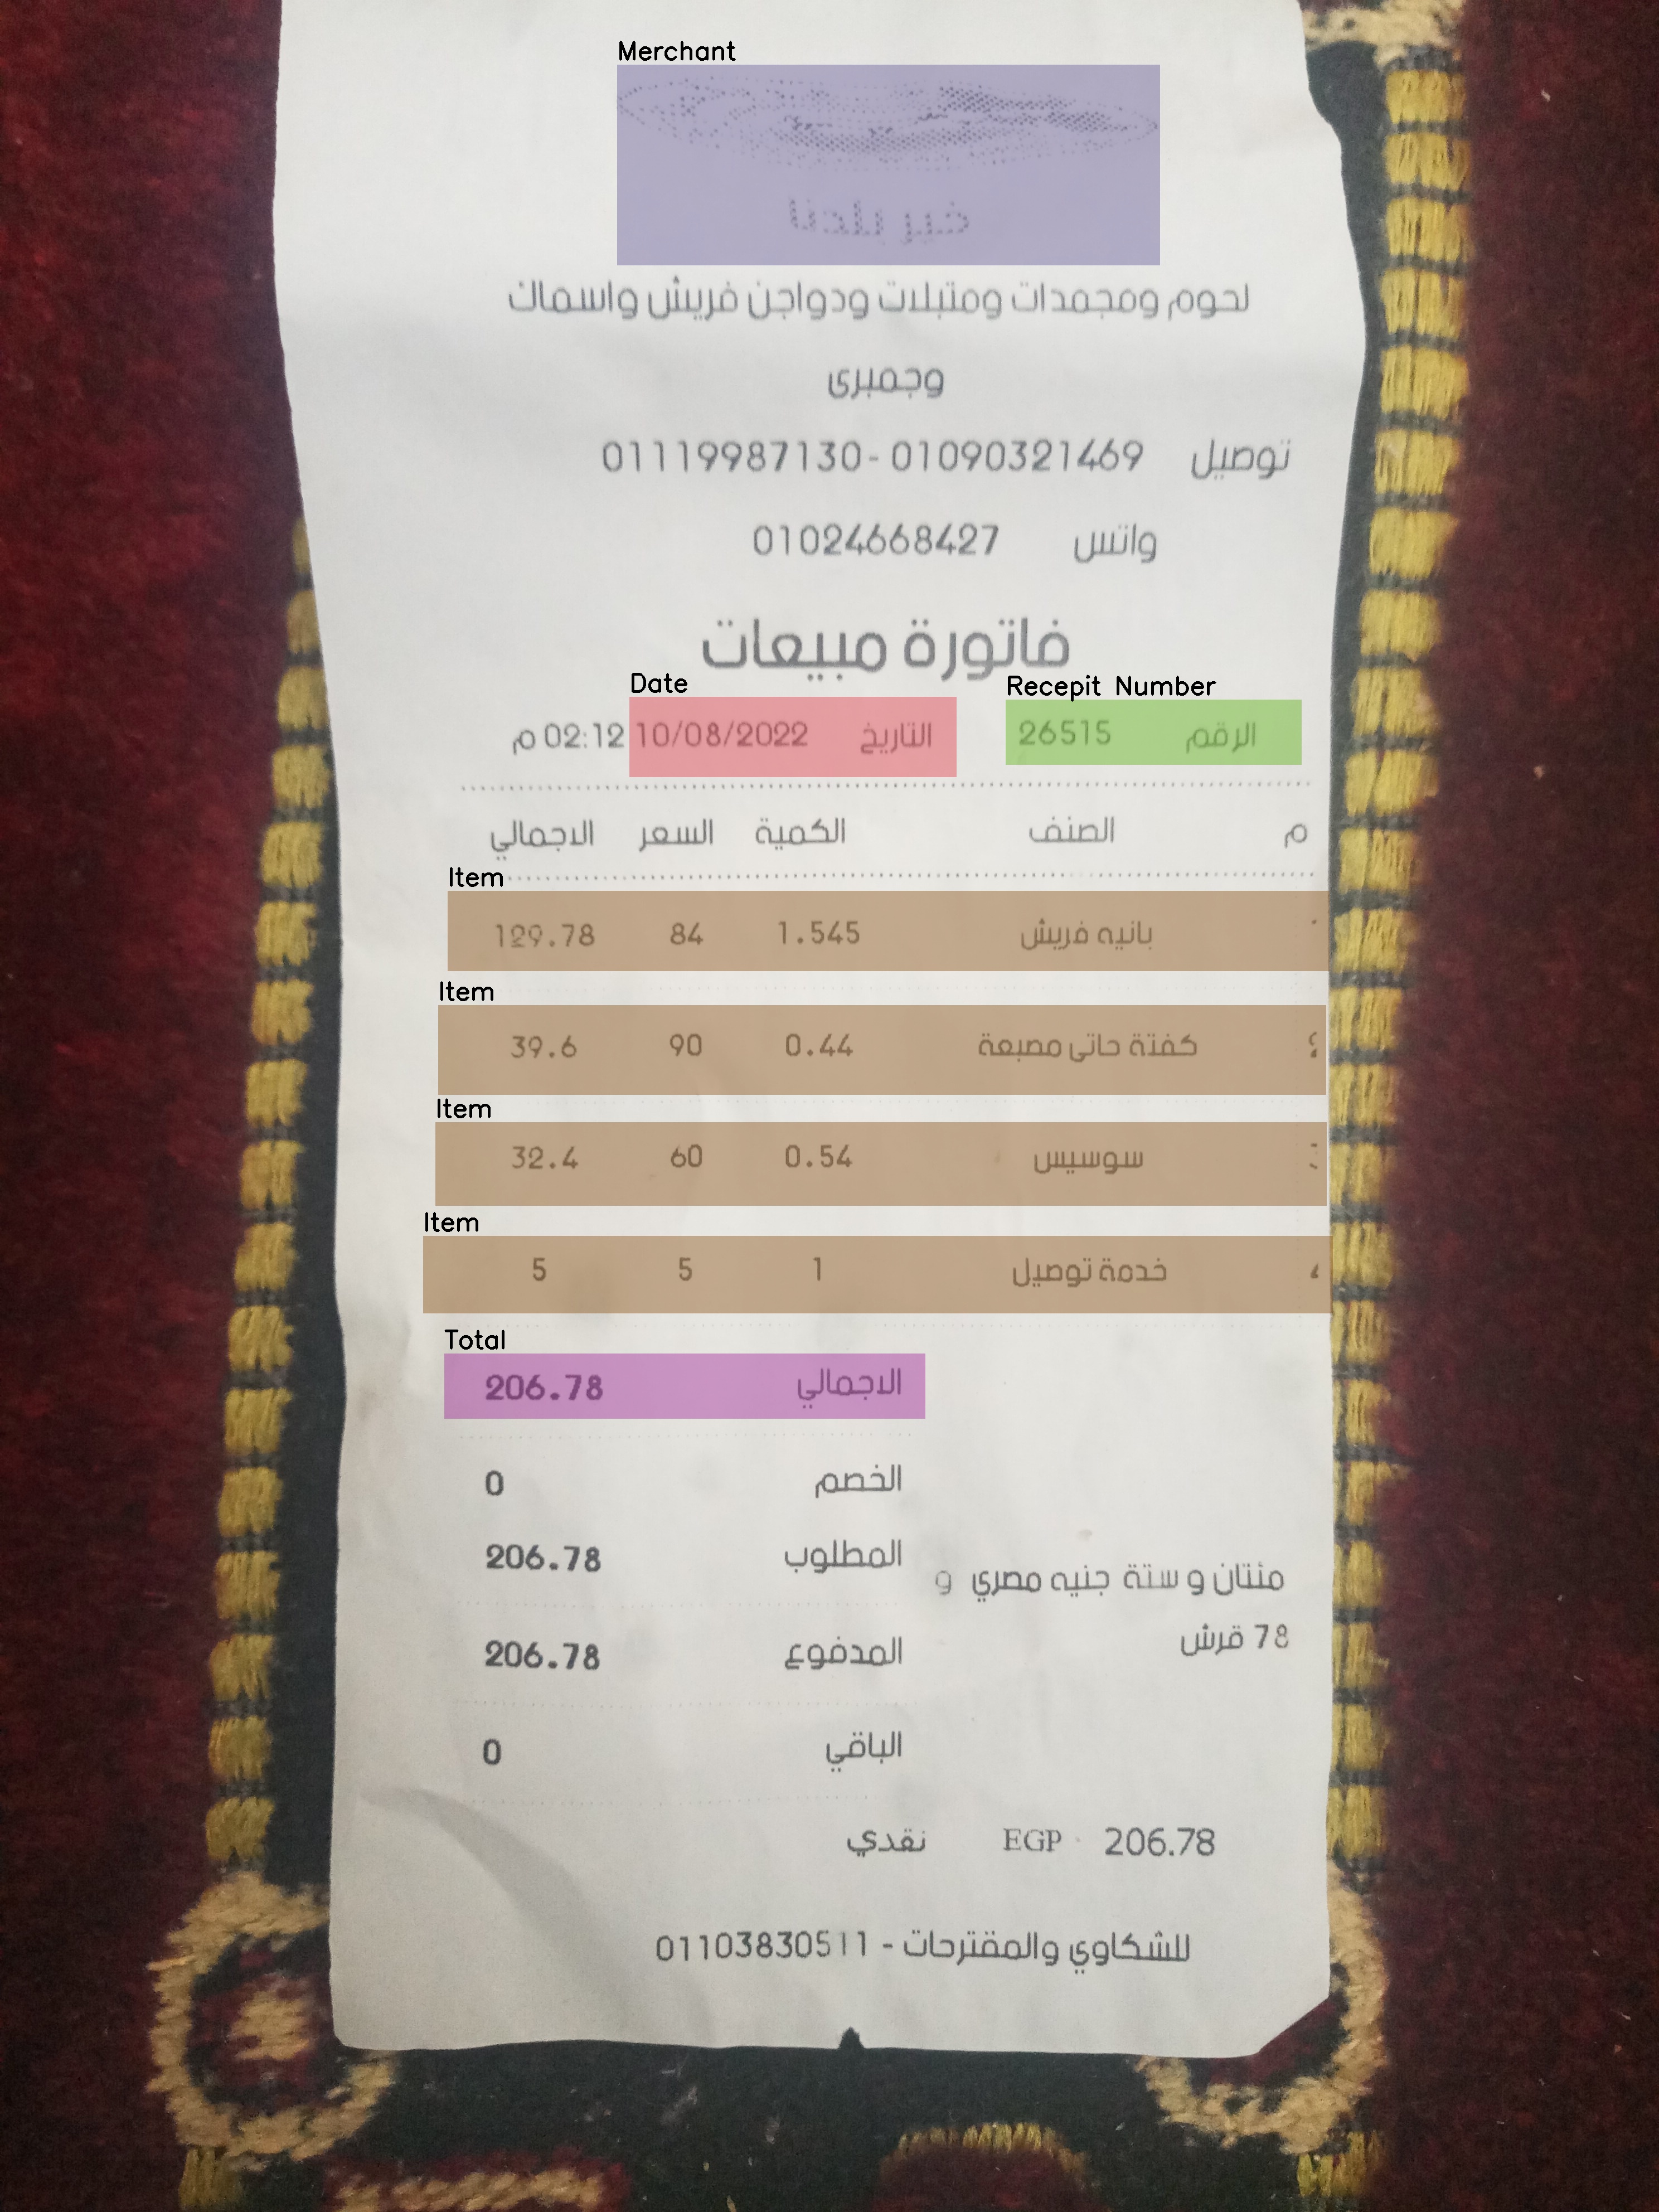 Merchant
خير بلدنا
لحوم ومجمدات ومتبلات ودواجن فريش واسماك
وجمبرى
توصيل 01090321469 - 01119987130
واتس 01024668427
فاتورة مبيعات
Recepit Number Date
الرقم 26515 التاريخ 10/08/2022 02:12 م
م الصنف الكمية السعر الاجمالي
Item
بانيه فريش 1.545 84 129.78
Item
2 كفتة حاتى مصبعة 0.44 90 39.6
Item
سوسيس 0.54 60 32.4
Item
خدمة توصيل 1 5 5
Total
الاجمالي 206.78
الخصم 0
المطلوب 206.78
مئتان و ستة جنيه مصري و
78 قرش
المدفوع 206.78
الباقي 0
206.78 EGP نقدي
للشكاوي والمقترحات - 01103830511